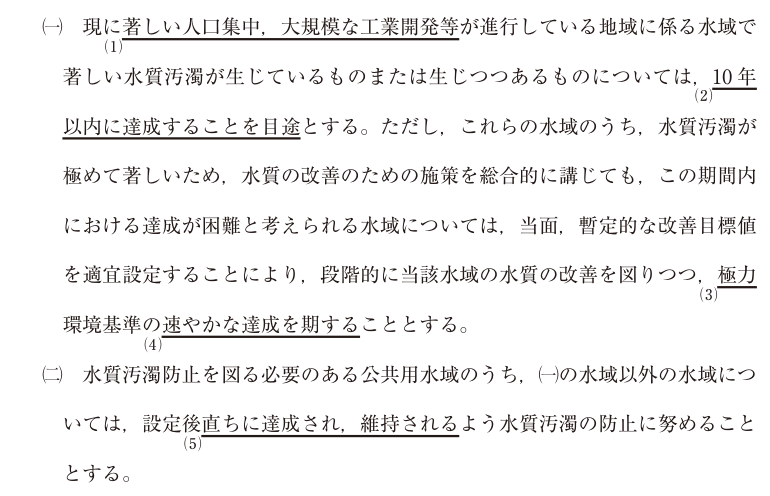 ㈠ 現に著しい人口集中，大規模な工業開発等が進行している地域に係る水域で
⑴
著しい水質汚濁が生じているものまたは生じつつあるものについては，10 年
⑵
以内に達成することを目途とする。ただし，これらの水域のうち，水質汚濁が
極めて著しいため，水質の改善のための施策を総合的に講じても，この期間内
における達成が困難と考えられる水域については，当面，暫定的な改善目標値
を適宜設定することにより，段階的に当該水域の水質の改善を図りつつ，極力
⑶
環境基準の速やかな達成を期することとする。
⑷
㈡ 水質汚濁防止を図る必要のある公共用水域のうち，㈠の水域以外の水域につ
いては，設定後直ちに達成され，維持されるよう水質汚濁の防止に努めること
⑸
とする。